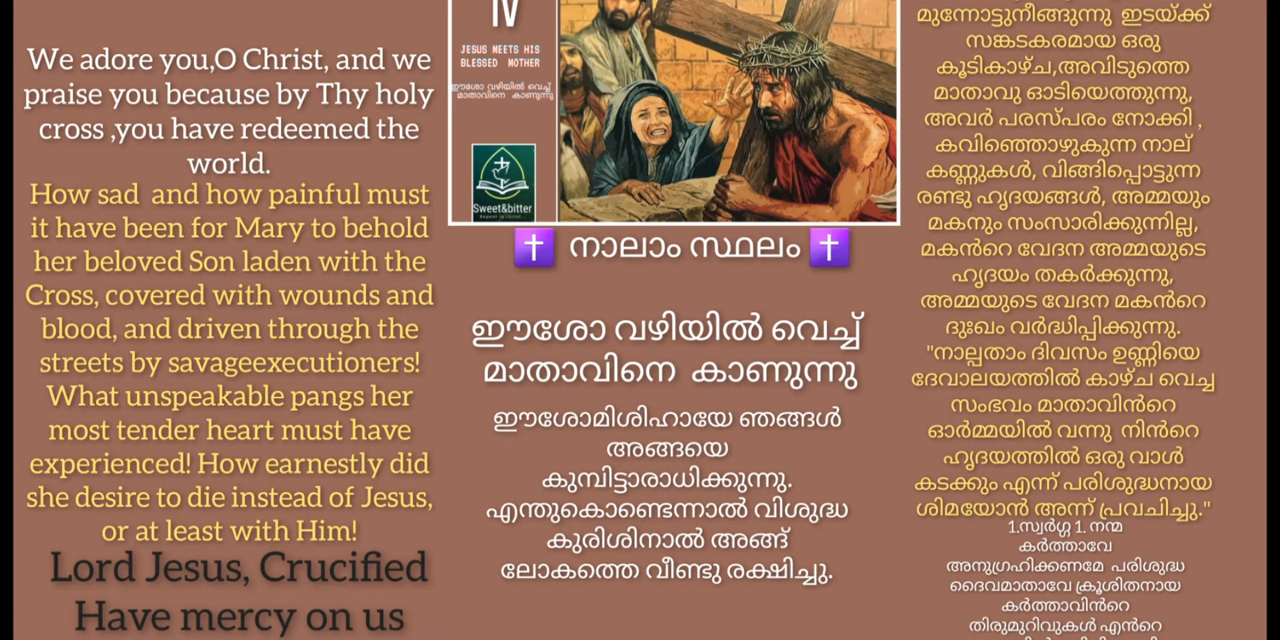 We adore you,O Christ, and we
praise you because by Thy holy
cross ,you have redeemed the
world.
How sad and how painful must
it have been for Mary to behold
her beloved Son laden with the
Cross, covered with wounds and
blood, and driven through the
streets by savageexecutioners!
What unspeakable pangs her
most tender heart must have
experienced! How earnestly did
she desire to die instead of Jesus,
or at least with Him!
Lord Jesus, Crucified
Have mercy on us
IV
JESUS MEETS HIS
BLESSED MOTHER
ഈശോ വഴിയിൽ വെച്ച്
മാതാവിനെ കാണുന്നു
Sweet&bitter
✝️ നാലാം സ്ഥലം ✝️
ഈശോ വഴിയിൽ വെച്ച്
മാതാവിനെ കാണുന്നു
ഈശോമിശിഹായേ ഞങ്ങൾ
അങ്ങയെ
കുമ്പിട്ടാരാധിക്കുന്നു.
എന്തുകൊണ്ടെന്നാൽ വിശുദ്ധ
കുരിശിനാൽ അങ്ങ്
ലോകത്തെ വീണ്ടു രക്ഷിച്ചു.
മുന്നോട്ടുനീങ്ങുന്നു ഇടയ്ക്ക്
സങ്കടകരമായ ഒരു
കൂടികാഴ്ച,അവിടുത്തെ
മാതാവു ഓടിയെത്തുന്നു,
അവർ പരസ്പരം നോക്കി ,
കവിഞ്ഞൊഴുകുന്ന നാല്
കണ്ണുകൾ, വിങ്ങിപ്പൊട്ടുന്ന
രണ്ടു ഹൃദയങ്ങൾ, അമ്മയും
മകനും സംസാരിക്കുന്നില്ല,
മകൻറെ വേദന അമ്മയുടെ
ഹൃദയം തകർക്കുന്നു,
അമ്മയുടെ വേദന മകൻറെ
ദുഃഖം വർദ്ധിപ്പിക്കുന്നു.
"നാല്പതാം ദിവസം ഉണ്ണിയെ
ദേവാലയത്തിൽ കാഴ്ച വെച്ച
സംഭവം മാതാവിൻറെ
ഓർമ്മയിൽ വന്നു നിൻറെ
ഹൃദയത്തിൽ ഒരു വാൾ
കടക്കും എന്ന് പരിശുദ്ധനായ
ശിമയോൻ അന്ന് പ്രവചിച്ചു."
1.സ്വർഗ്ഗ 1. നന്മ
കർത്താവേ
അനുഗ്രഹിക്കണമേ പരിശുദ്ധ
ദൈവമാതാവേ ക്രൂശിതനായ
കർത്താവിൻറെ
തിരുമുറിവുകൾ എൻറെ